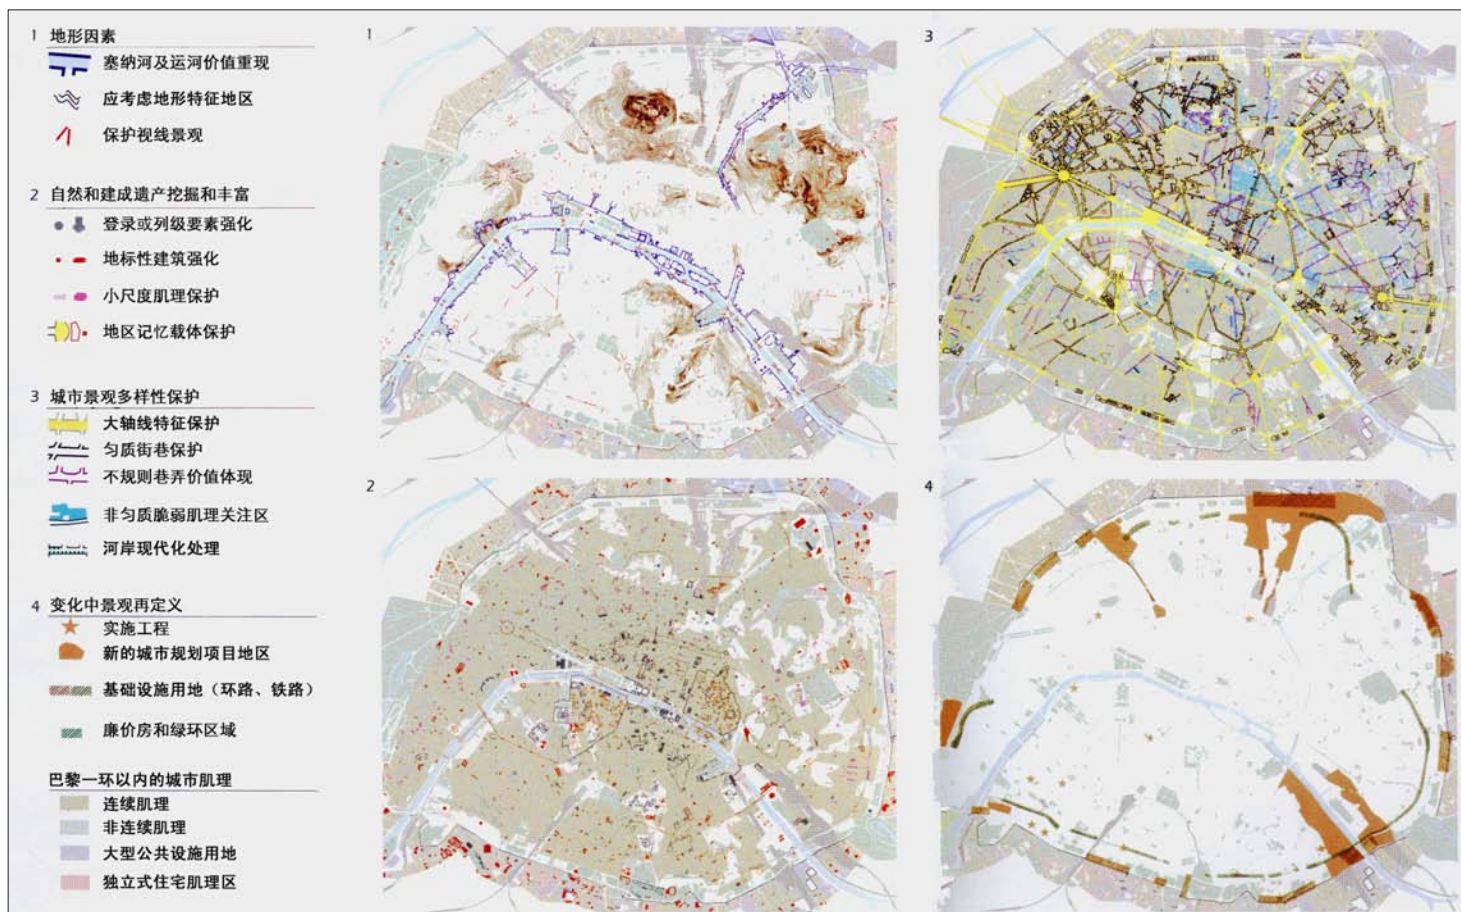 1 地形因素
塞纳河及运河价值重现
应考虑地形特征地区
保护视线景观
2 自然和建成遗产挖掘和丰富
登录或列级要素强化
地标性建筑强化
小尺度肌理保护
地区记忆载体保护
3 城市景观多样性保护
大轴线特征保护
匀质街巷保护
不规则巷弄价值体现
非匀质脆弱肌理关注区
河岸现代化处理
4 变化中景观再定义
实施工程
新的城市规划项目地区
基础设施用地（环路、铁路）
廉价房和绿环区域
巴黎一环以内的城市肌理
连续肌理
非连续肌理
大型公共设施用地
独立式住宅肌理区
1
3
2
4